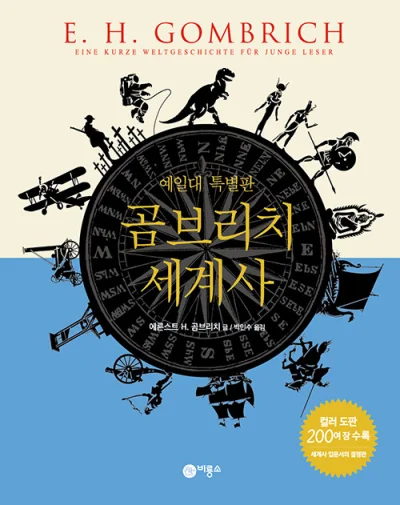 E. H. GOMBRICH
EINE KURZE WELTGESCHICHTE FÜR JUNGE LESER
예일대 특별판
곰브리치
세계사
에른스트 H. 곰브리치 글 / 박민수 옮김
컬러 도판
200여 장 수록
세계사 입문서의 결정판
비룡소